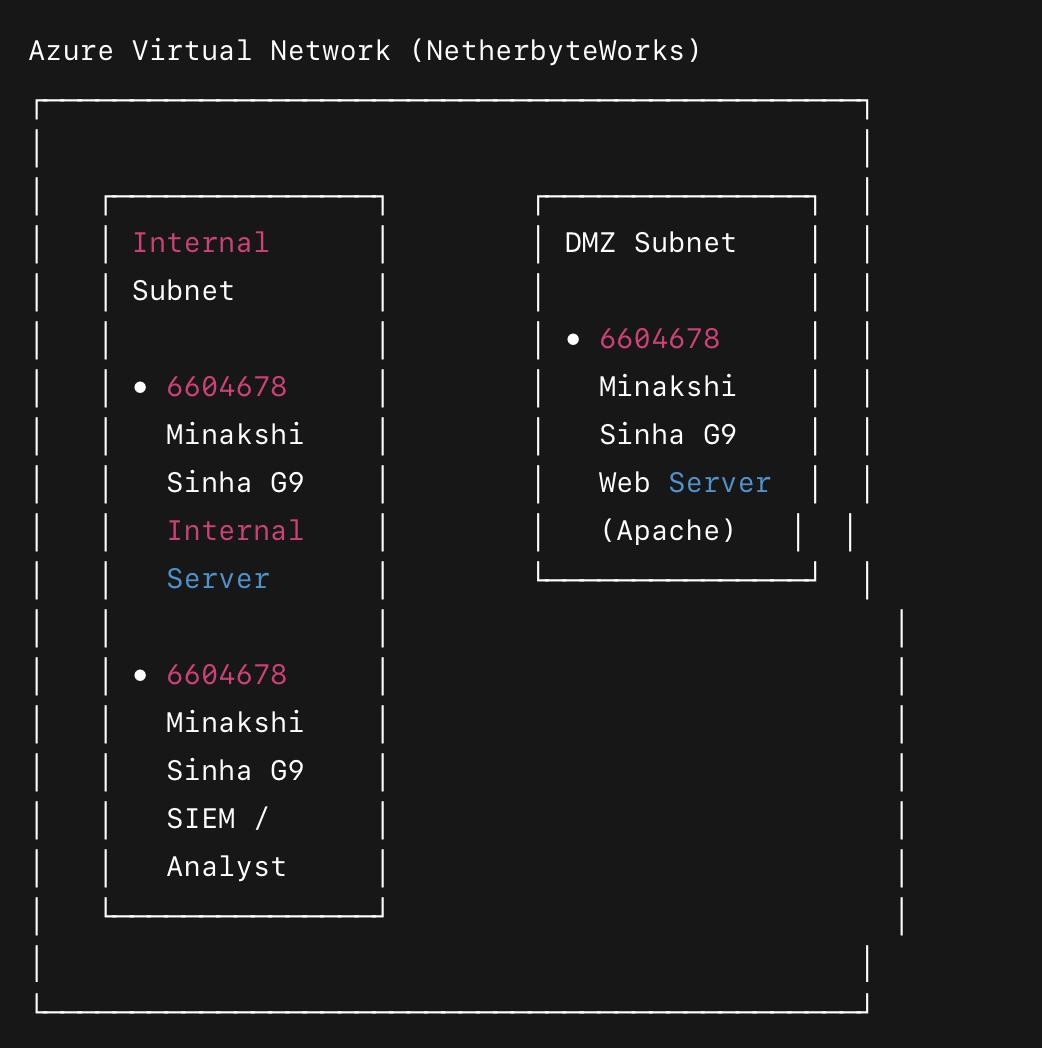 Azure Virtual Network (NetherbyteWorks)
Internal
Subnet
• 6604678
Minakshi
Sinha G9
Internal
Server
• 6604678
Minakshi
Sinha G9
SIEM /
Analyst
DMZ Subnet
• 6604678
Minakshi
Sinha G9
Web Server
(Apache)